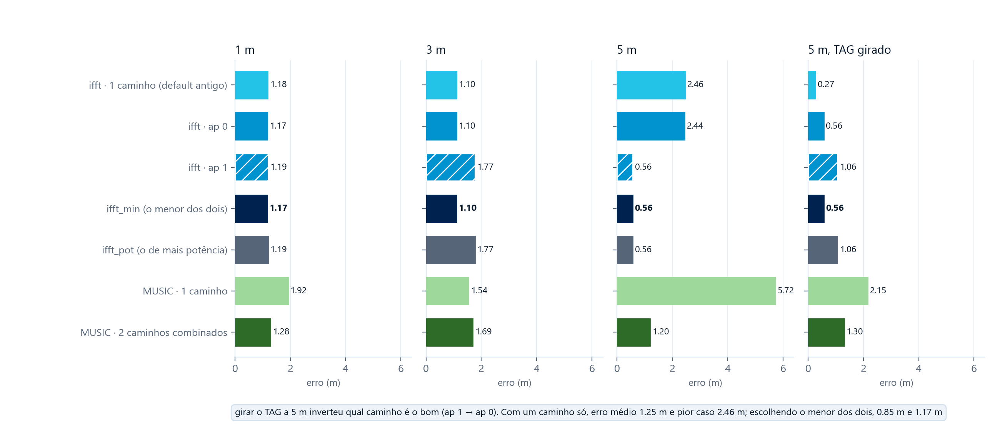 1 m
3 m
5 m
5 m, TAG girado
ifft · 1 caminho (default antigo)
1.18
1.10
2.46
0.27
ifft · ap 0
1.17
1.10
2.44
0.56
ifft · ap 1
1.19
1.77
0.56
1.06
ifft_min (o menor dos dois)
1.17
1.10
0.56
0.56
ifft_pot (o de mais potência)
1.19
1.77
0.56
1.06
MUSIC · 1 caminho
1.92
1.54
5.72
2.15
MUSIC · 2 caminhos combinados
1.28
1.69
1.20
1.30
0 2 4 6
0 2 4 6
0 2 4 6
0 2 4 6
erro (m)
erro (m)
erro (m)
erro (m)
girar o TAG a 5 m inverteu qual caminho é o bom (ap 1 → ap 0). Com um caminho só, erro médio 1.25 m e pior caso 2.46 m; escolhendo o menor dos dois, 0.85 m e 1.17 m